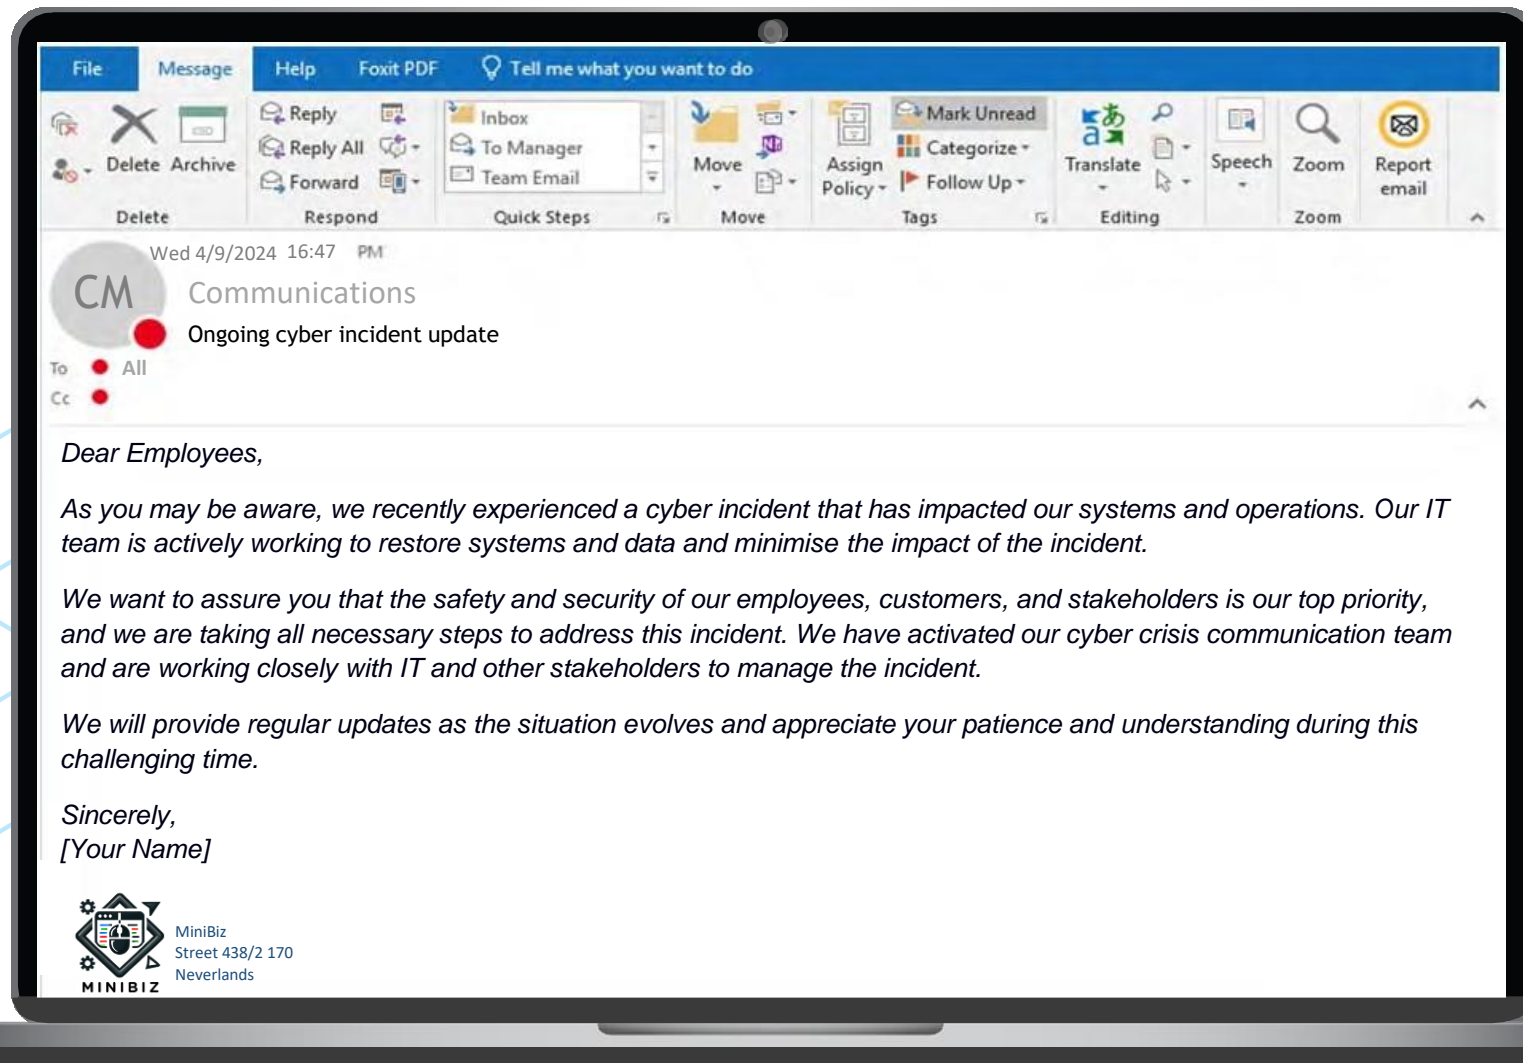 File Message Help Foxit PDF Tell me what you want to do
Delete Archive
Reply
Reply All
Forward
Inbox
To Manager
Team Email
Move
Assign
Policy
Mark Unread
Categorize
Follow Up
Translate
Speech
Zoom
Report
email
Delete Respond Quick Steps Move Tags Editing Zoom
Wed 4/9/2024 16:47 PM
CM
Communications
Ongoing cyber incident update
To All
Cc
Dear Employees,
As you may be aware, we recently experienced a cyber incident that has impacted our systems and operations. Our IT
team is actively working to restore systems and data and minimise the impact of the incident.
We want to assure you that the safety and security of our employees, customers, and stakeholders is our top priority,
and we are taking all necessary steps to address this incident. We have activated our cyber crisis communication team
and are working closely with IT and other stakeholders to manage the incident.
We will provide regular updates as the situation evolves and appreciate your patience and understanding during this
challenging time.
Sincerely,
[Your Name]
MINIBIZ
MiniBiz
Street 438/2 170
Neverlands